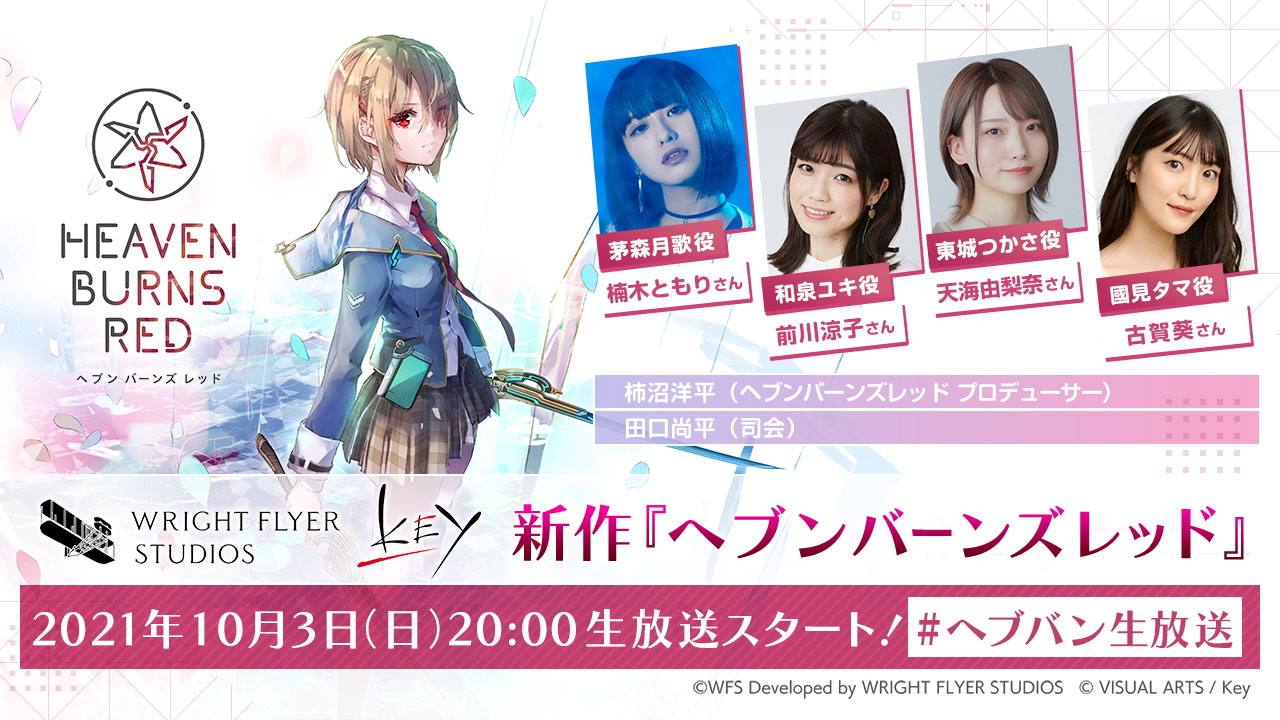 HEAVEN
BURNS
RED
ヘブン バーンズ レッド
茅森月歌役
楠木ともりさん
和泉ユキ役
前川涼子さん
東城つかさ役
天海由梨奈さん
國見タマ役
古賀葵さん
柿沼洋平（ヘブンバーンズレッド プロデューサー）
田口尚平（司会）
WRIGHT FLYER
STUDIOS
KEY
新作『ヘブンバーンズレッド』
2021年10月3日(日)20:00生放送スタート! #ヘブバン生放送
©WFS Developed by WRIGHT FLYER STUDIOS © VISUAL ARTS / Key